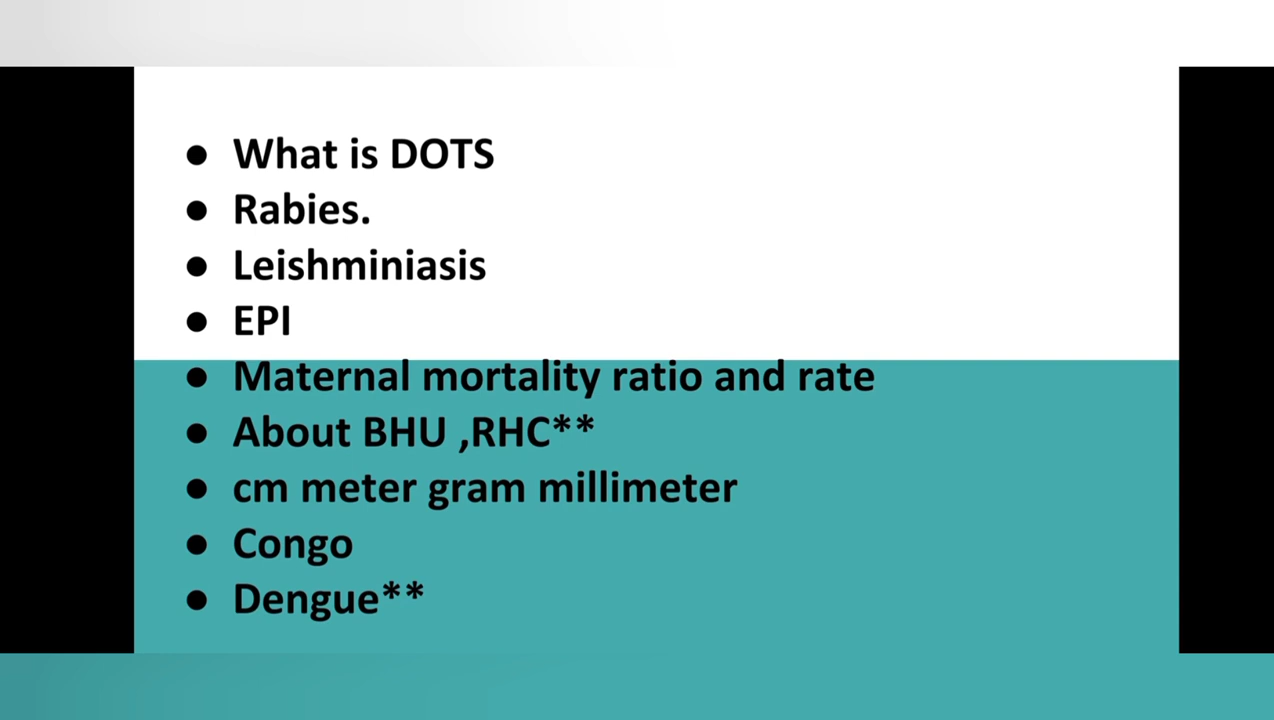 ● What is DOTS
● Rabies.
● Leishminiasis
● EPI
● Maternal mortality ratio and rate
● About BHU ,RHC**
● cm meter gram millimeter
● Congo
● Dengue**